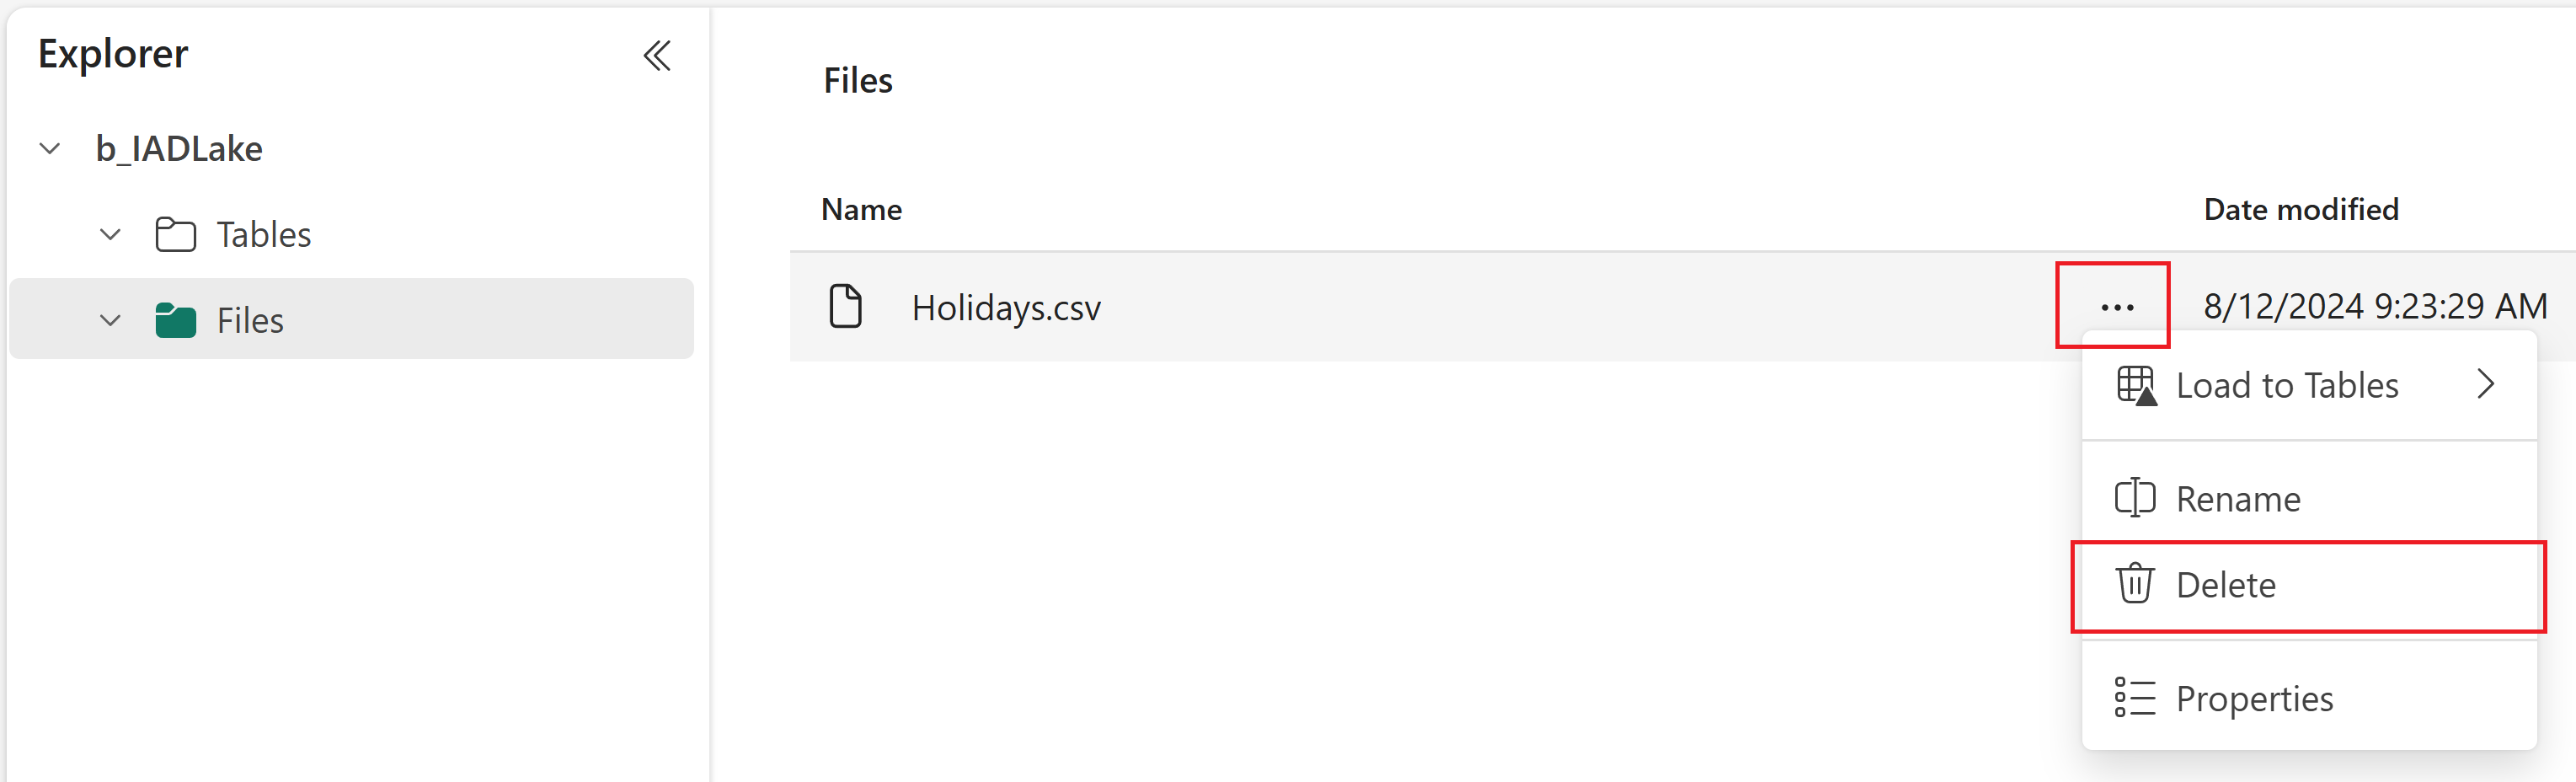 Explorer
b_IADLake
Tables
Files
Files
Name
Date modified
Holidays.csv
...
8/12/2024 9:23:29 AM
Load to Tables
Rename
Delete
Properties